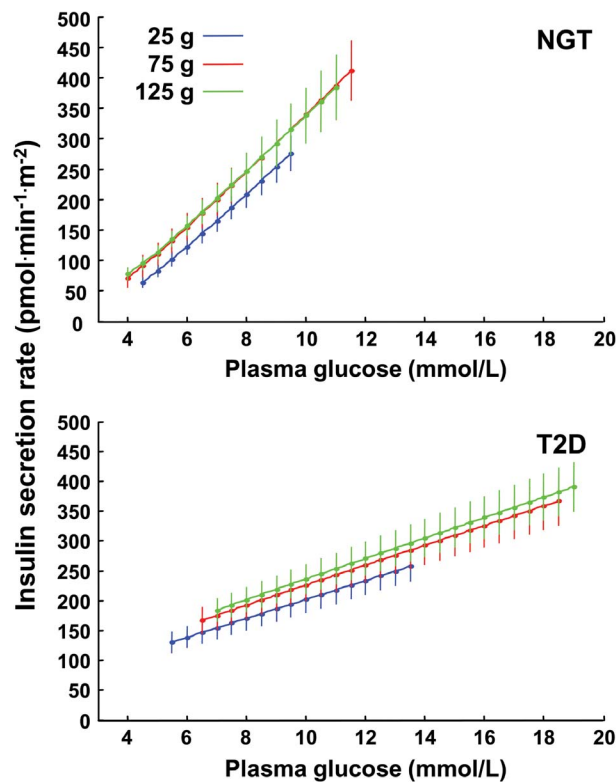 500
450
400
350
300
250
200
150
100
50
0
25 g
75 g
125 g
NGT
4 6 8 10 12 14 16 18 20
Plasma glucose (mmol/L)
Insulin secretion rate (pmol·min⁻¹·m⁻²)
500
450
400
350
300
250
200
150
100
50
0
T2D
4 6 8 10 12 14 16 18 20
Plasma glucose (mmol/L)